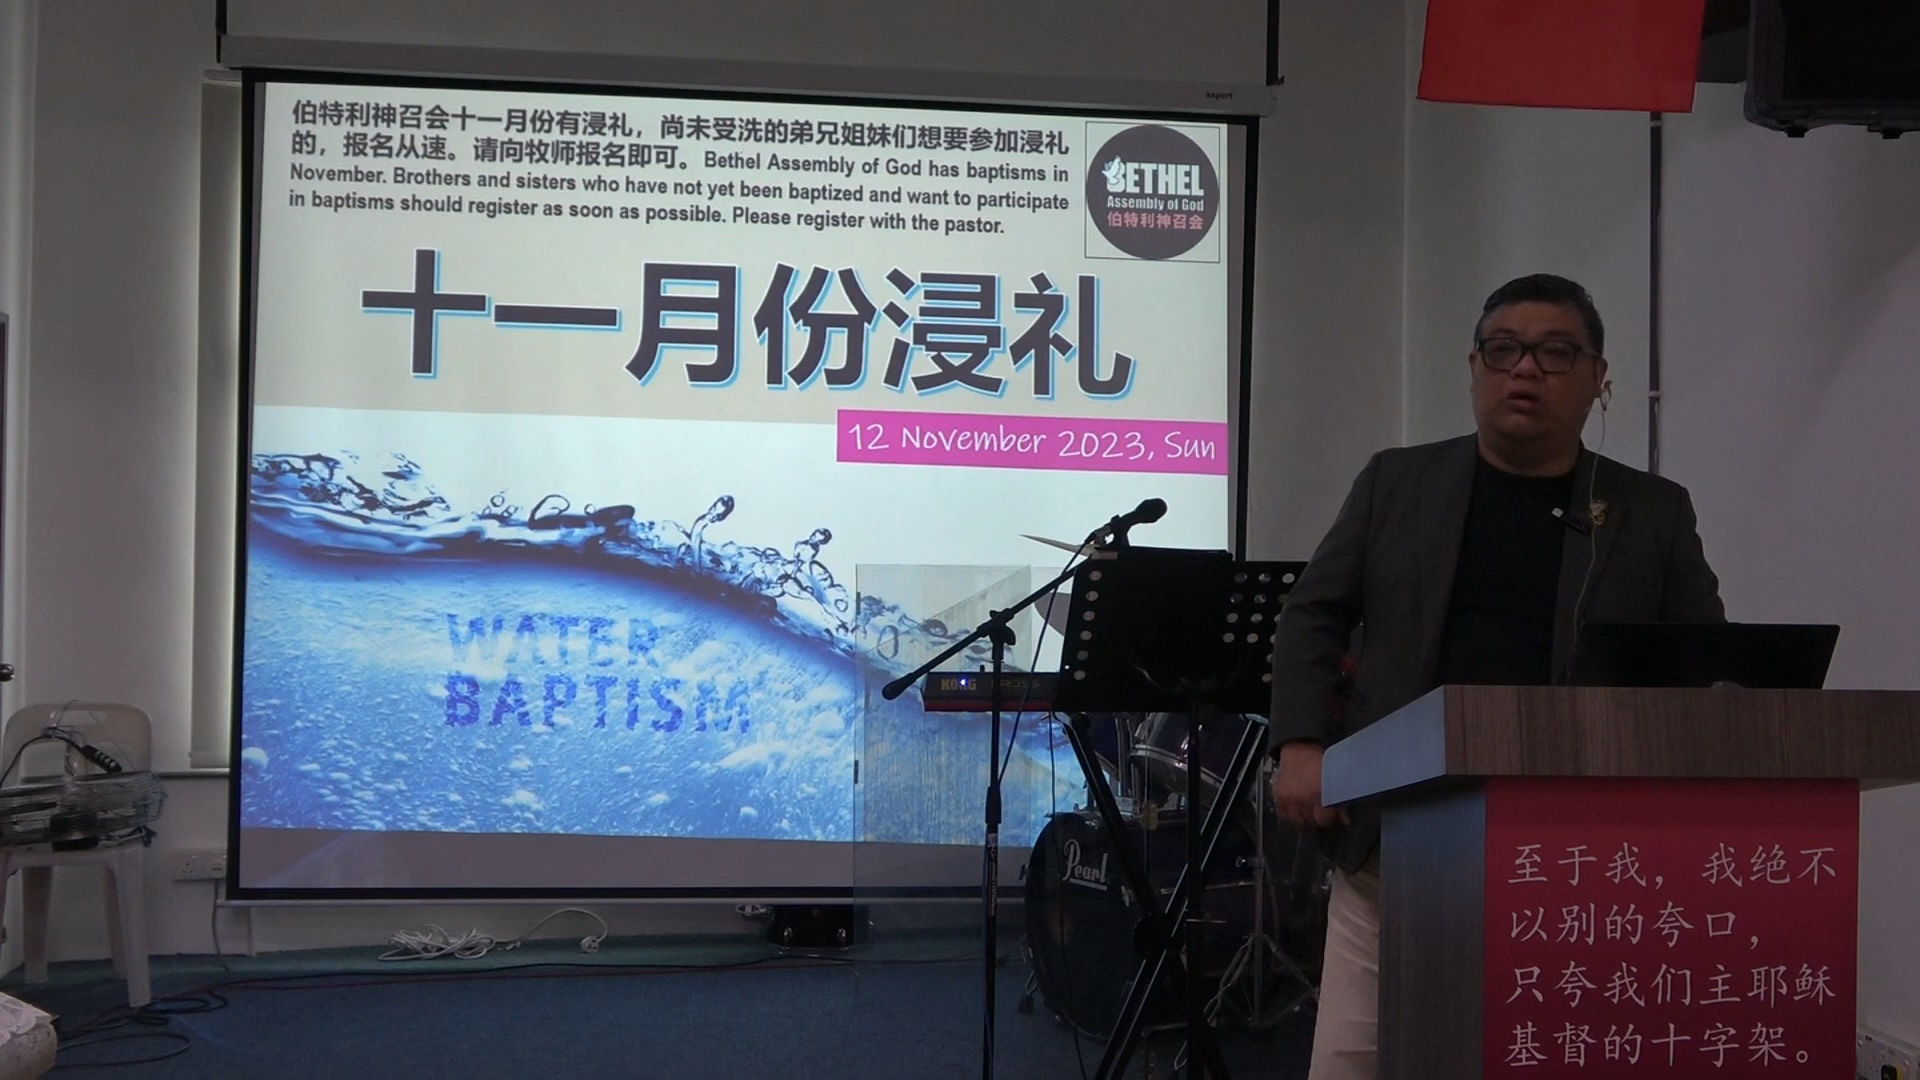 expert
伯特利神召会十一月份有浸礼，尚未受洗的弟兄姐妹们想要参加浸礼
的，报名从速。请向牧师报名即可。Bethel Assembly of God has baptisms in
November. Brothers and sisters who have not yet been baptized and want to participate
in baptisms should register as soon as possible. Please register with the pastor.
BETHEL
Assembly of God
伯特利神召会
十一月份浸礼
12 November 2023, Sun
WATER
BAPTISM
KORG KROSS
Pearl
至于我，我绝不
以别的夸口，
只夸我们主耶稣
基督的十字架。